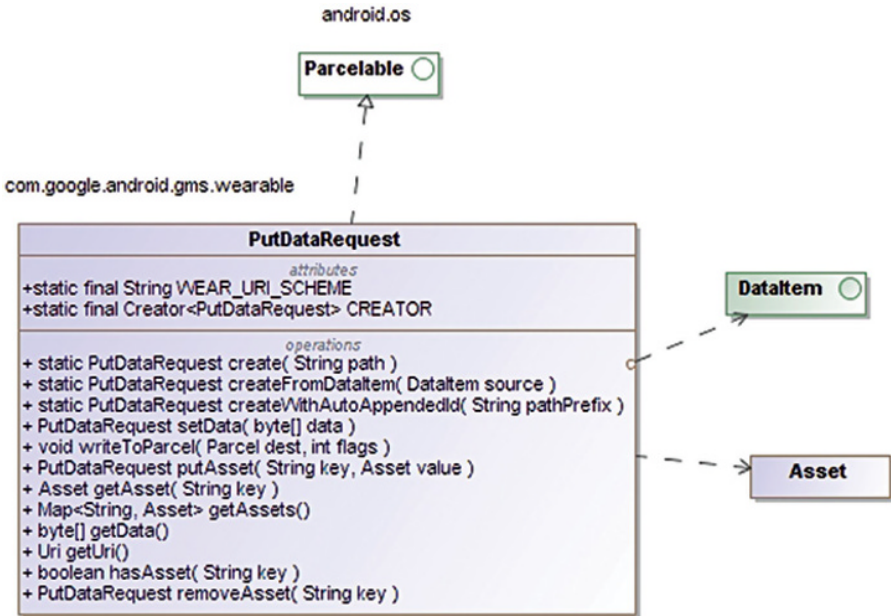 android.os
Parcelable
com.google.android.gms.wearable
PutDataRequest
attributes
+static final String WEAR_URI_SCHEME
+static final Creator<PutDataRequest> CREATOR
operations
+ static PutDataRequest create( String path )
+ static PutDataRequest createFromDataItem( DataItem source )
+ static PutDataRequest createWithAutoAppendedId( String pathPrefix )
+ PutDataRequest setData( byte[] data )
+ void writeToParcel( Parcel dest, int flags )
+ PutDataRequest putAsset( String key, Asset value )
+ Asset getAsset( String key )
+ Map<String, Asset> getAssets()
+ byte[] getData()
+ Uri getUri()
+ boolean hasAsset( String key )
+ PutDataRequest removeAsset( String key )
DataItem
Asset